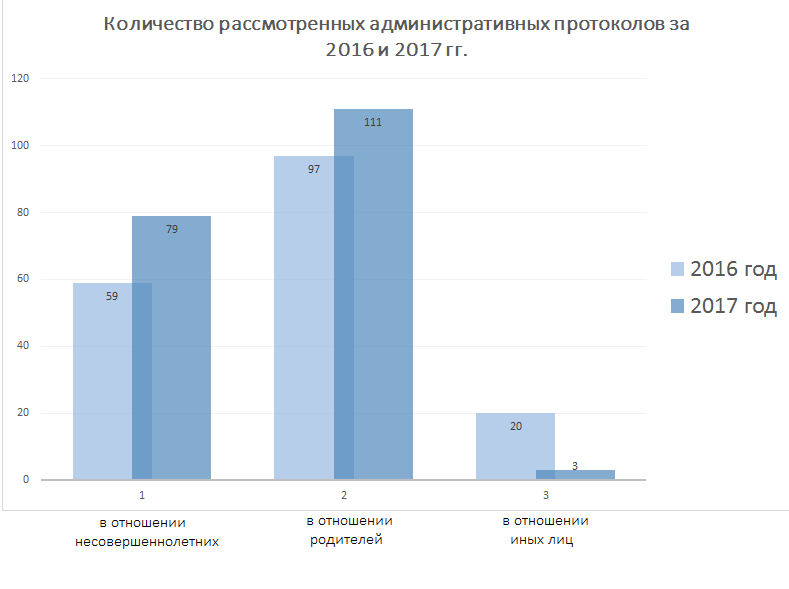 Количество рассмотренных административных протоколов за
2016 и 2017 гг.
120
100
80
60
40
20
0
59
79
97
111
20
3
1
2
3
в отношении
несовершеннолетних
в отношении
родителей
в отношении
иных лиц
2016 год
2017 год